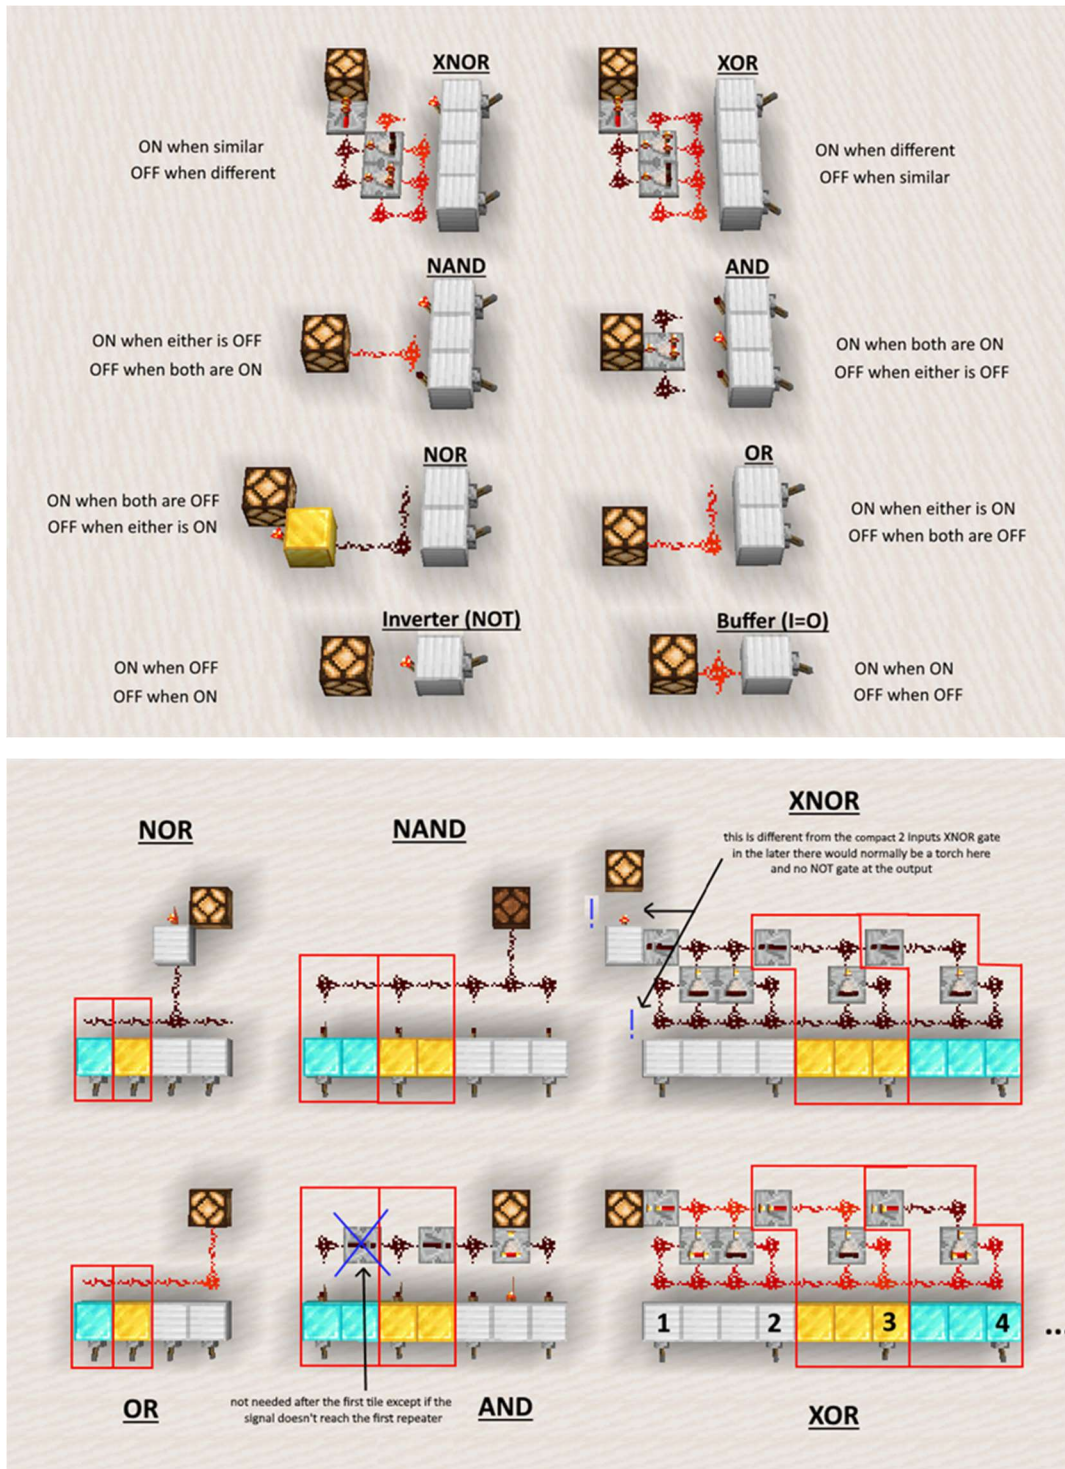 XNOR
XOR
ON when similar
OFF when different
ON when different
OFF when similar
NAND
AND
ON when either is OFF
OFF when both are ON
ON when both are ON
OFF when either is OFF
NOR
OR
ON when both are OFF
OFF when either is ON
ON when either is ON
OFF when both are OFF
Inverter (NOT)
Buffer (I=O)
ON when OFF
OFF when ON
ON when ON
OFF when OFF
XNOR
NOR
NAND
this is different from the compact 2 inputs XNOR gate
in the later there would normally be a torch here
and no NOT gate at the output
!
!
1
2
3
4
...
not needed after the first tile except if the
signal doesn't reach the first repeater
OR
AND
XOR